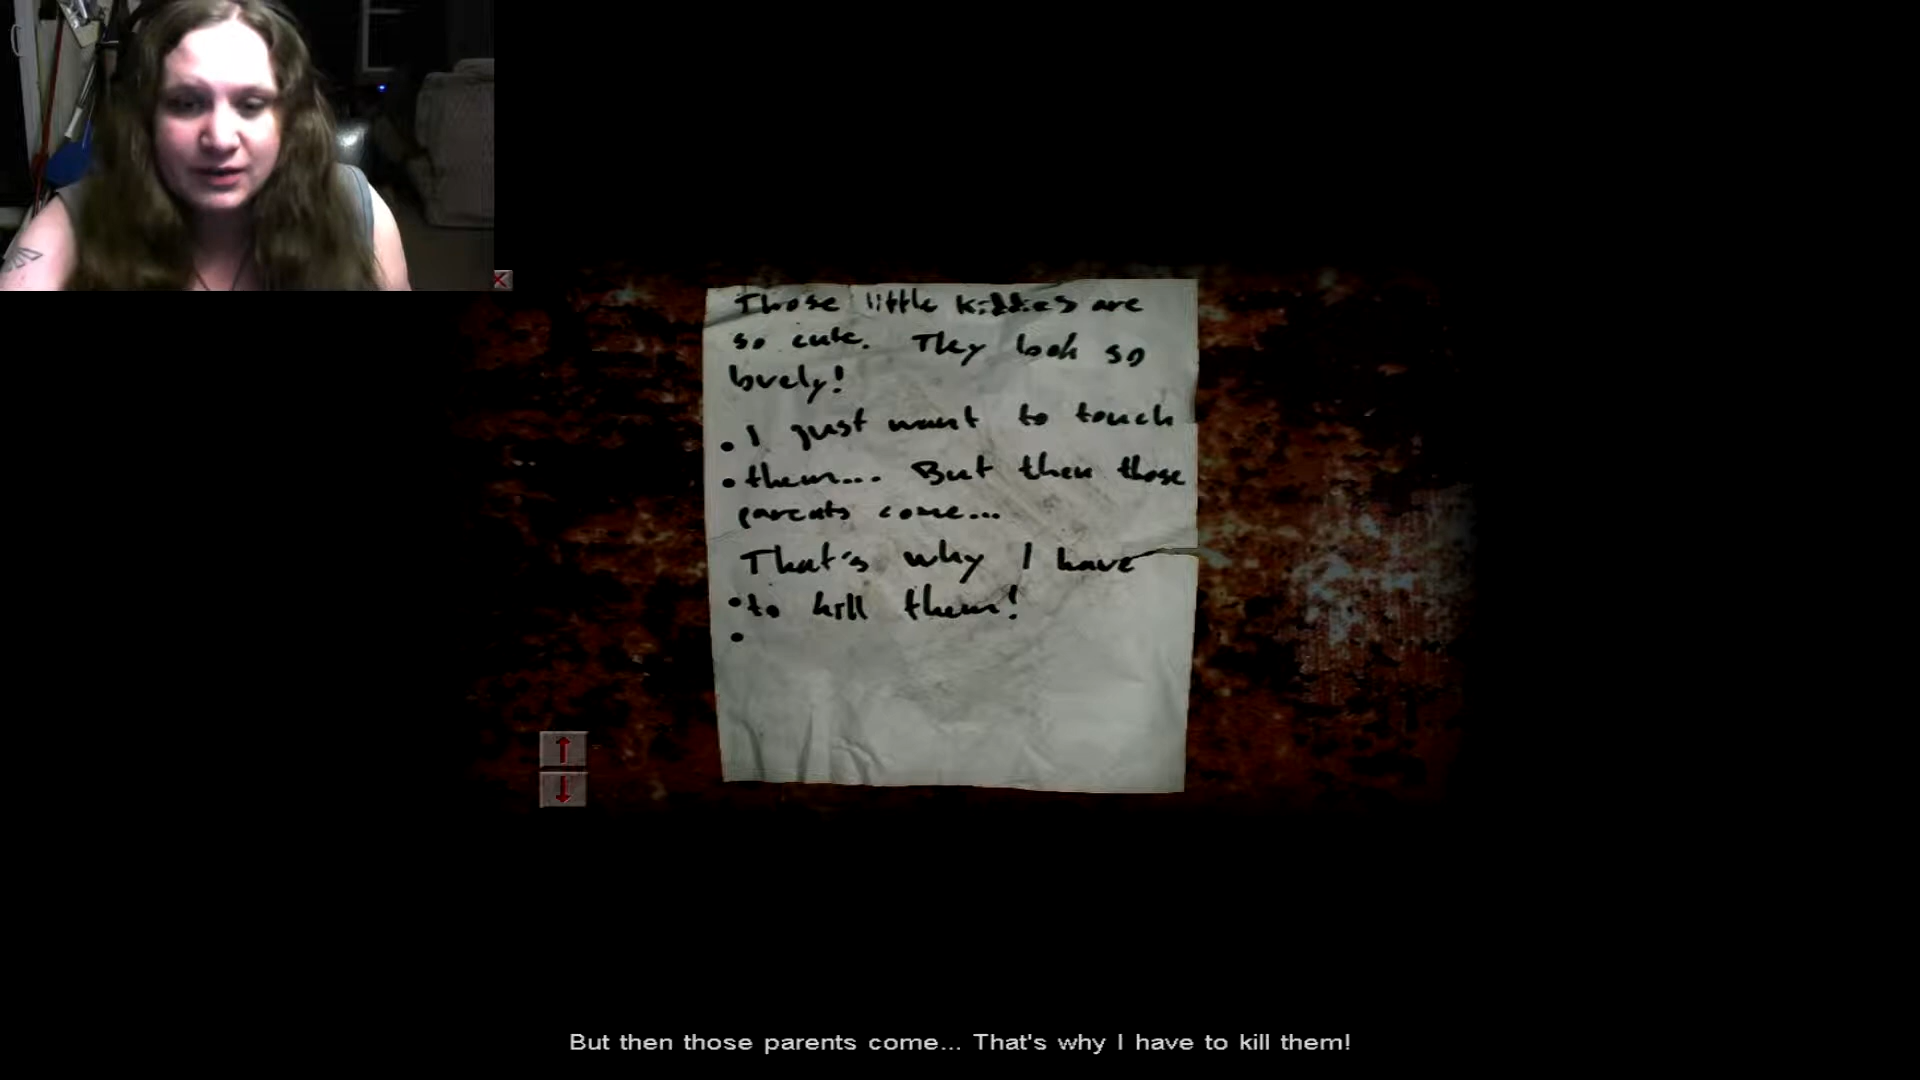 Those little kiddies are
so cute. They look so
lovely!
I just want to touch
them... But then those
parents come...
That's why I have
to kill them!
But then those parents come... That's why I have to kill them!